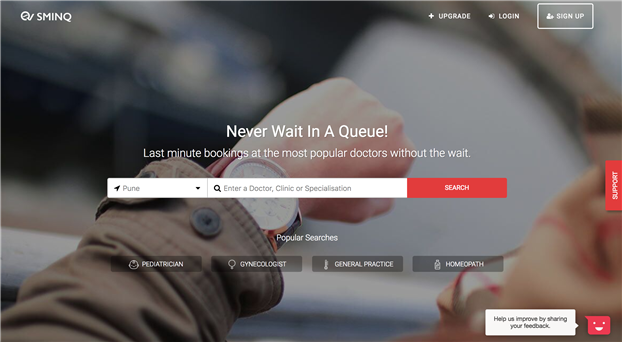 SMINQ
UPGRADE
LOGIN
SIGN UP
Never Wait In A Queue!
Last minute bookings at the most popular doctors without the wait.
Pune
Enter a Doctor, Clinic or Specialisation
SEARCH
SUPPORT
Popular Searches
PEDIATRICIAN
GYNECOLOGIST
GENERAL PRACTICE
HOMEOPATH
Help us improve by sharing
your feedback.